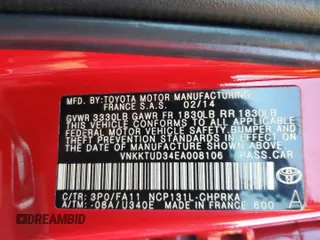 MFD.BY:TOYOTA MOTOR MANUFACTURING
FRANCE S.A.S. 02/14
GVWR 3330LB GAWR FR 1830LB RR 1830LB
THIS VEHICLE CONFORMS TO ALL APPLICABLE
FEDERAL MOTOR VEHICLE SAFETY, BUMPER, AND
THEFT PREVENTION STANDARDS IN EFFECT ON
THE DATE OF MANUFACTURE SHOWN ABOVE.
VNKKTUD34EA008106 PASS.CAR
C/TR: 3P0/FA11 NCP131L-CHPRKA
A/TM: -08A/U340E
MADE IN FRANCE 600
A
TOYOTA
DREAMBID